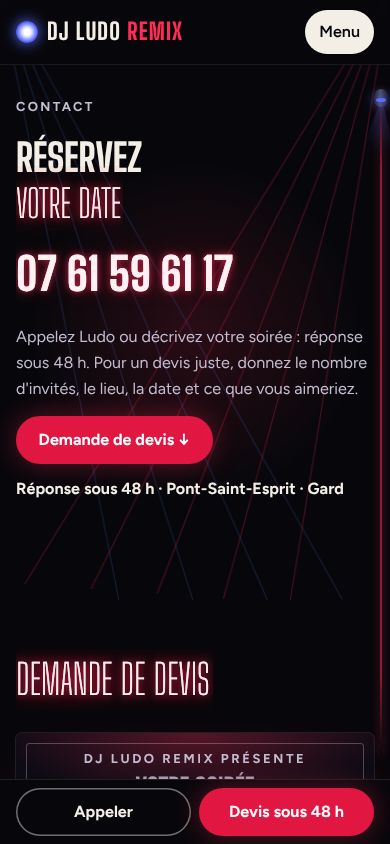 DJ LUDO REMIX
Menu
CONTACT
RÉSERVEZ
VOTRE DATE
07 61 59 61 17
Appelez Ludo ou décrivez votre soirée : réponse
sous 48 h. Pour un devis juste, donnez le nombre
d'invités, le lieu, la date et ce que vous aimeriez.
Demande de devis ↓
Réponse sous 48 h · Pont-Saint-Esprit · Gard
DEMANDE DE DEVIS
DJ LUDO REMIX PRÉSENTE
VOTRE SOIRÉE
Appeler
Devis sous 48 h